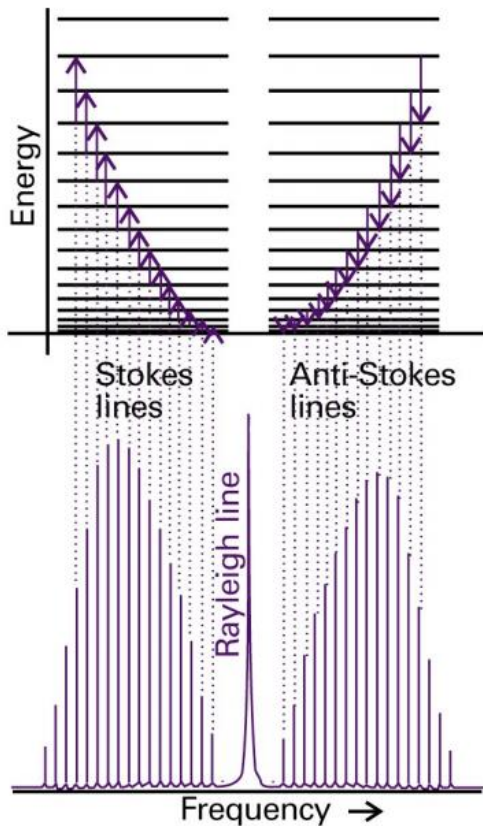 Energy
Stokes
lines
Anti-Stokes
lines
Rayleigh line
Frequency →